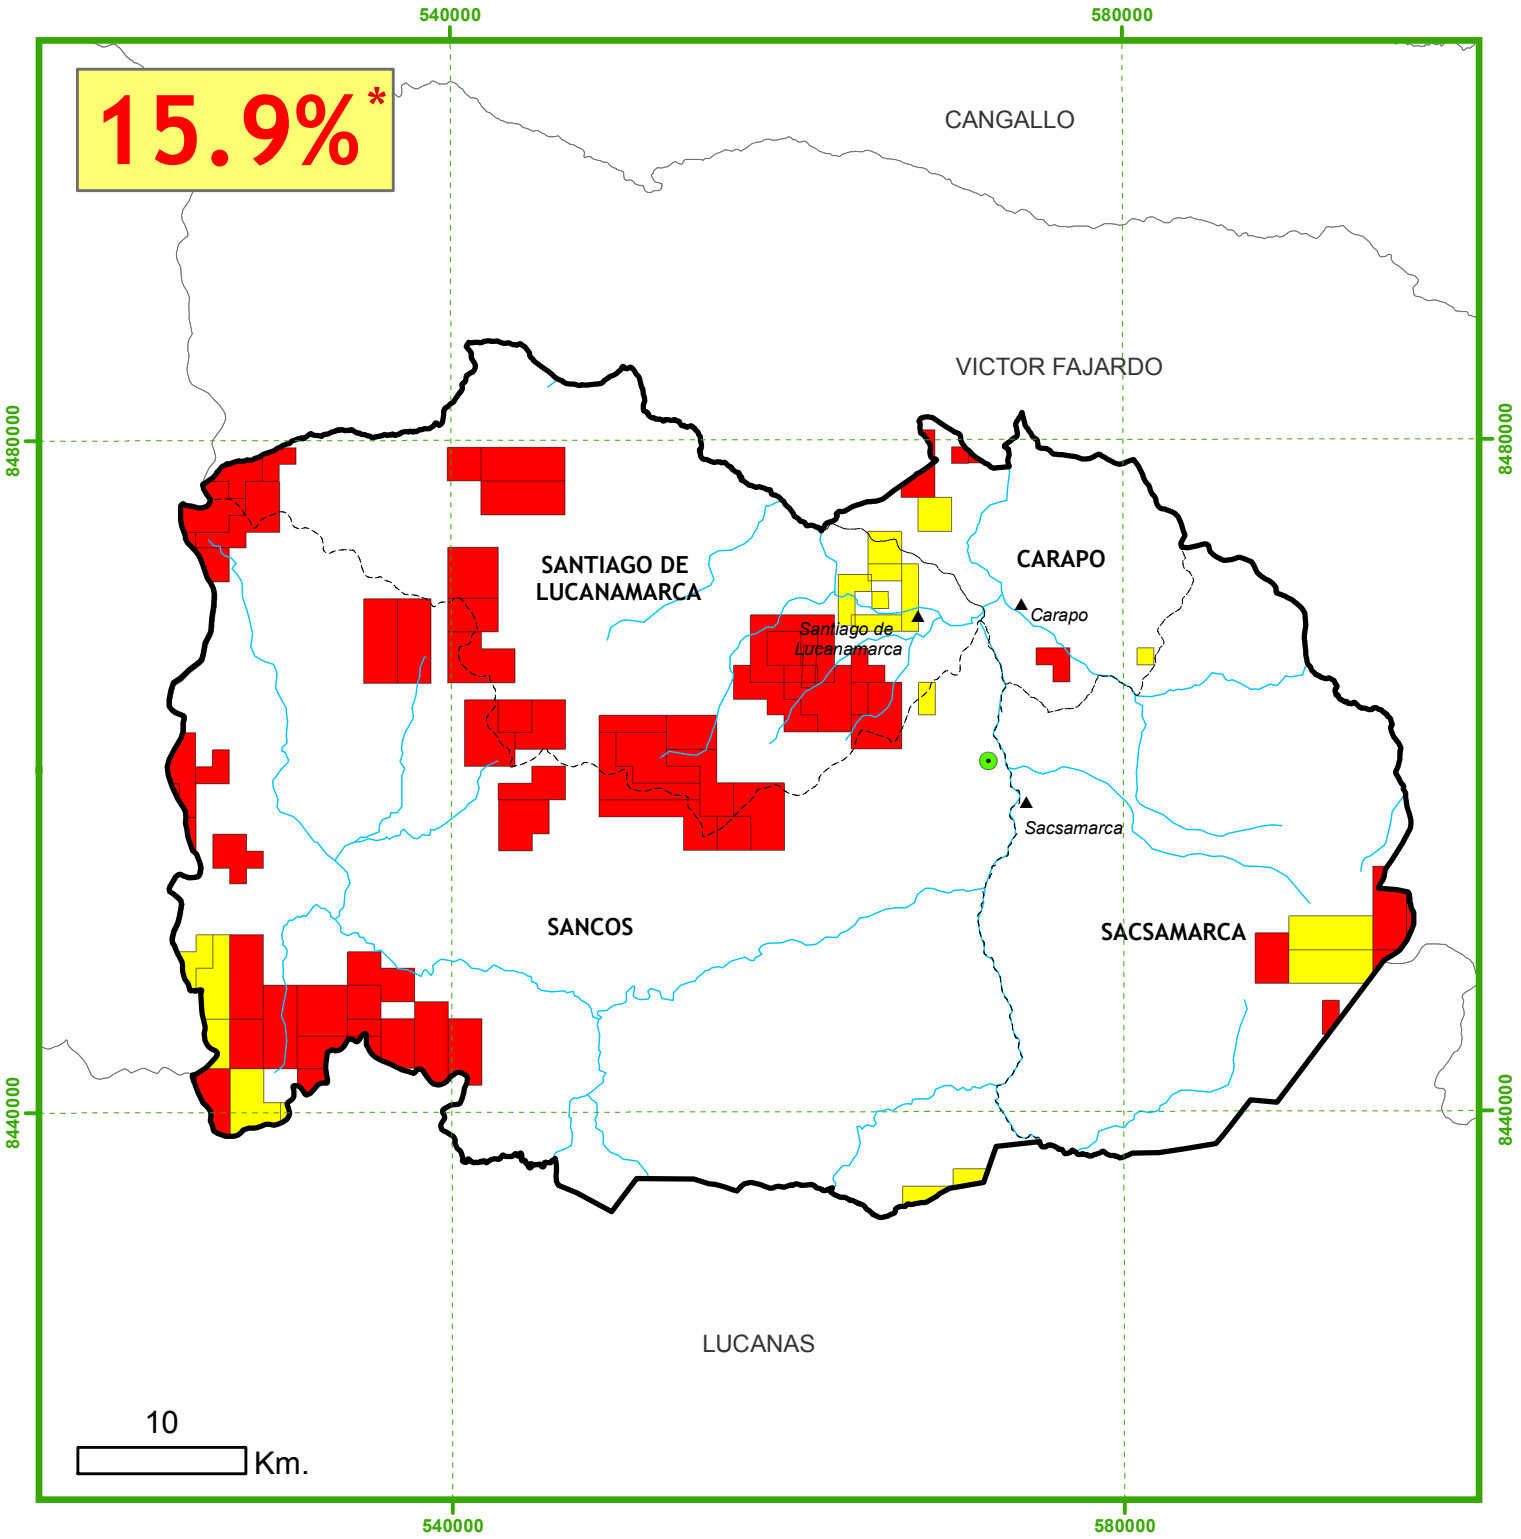 540000
580000
15.9%*
CANGALLO
VICTOR FAJARDO
8480000
8480000
SANTIAGO DE
LUCANAMARCA
CARAPO
Carapo
Santiago de
Lucanamarca
Sacsamarca
SANCOS
SACSAMARCA
8440000
8440000
LUCANAS
10
Km.
540000
580000